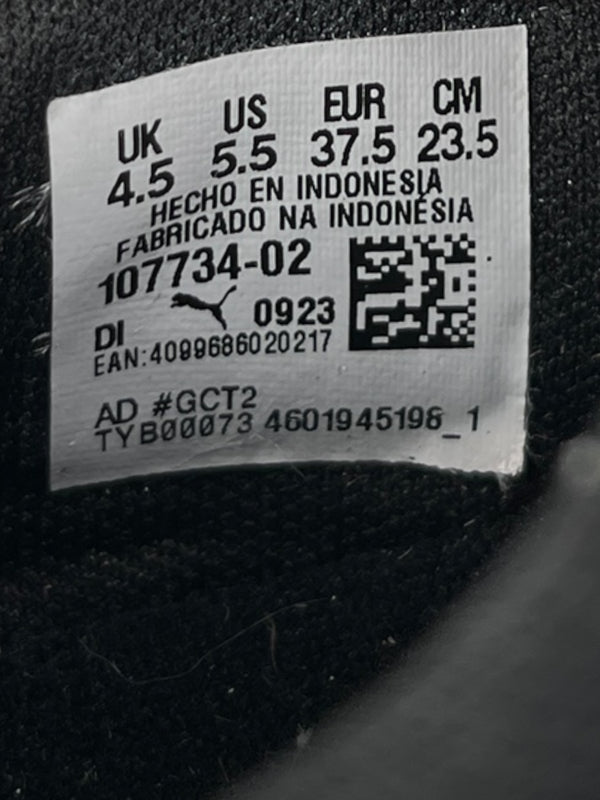 UK US EUR CM
4.5 5.5 37.5 23.5
HECHO EN INDONESIA
FABRICADO NA INDONÉSIA
107734-02
DI 0923
EAN:4099686020217
AD #GCT2
TYB00073 4601945198_1